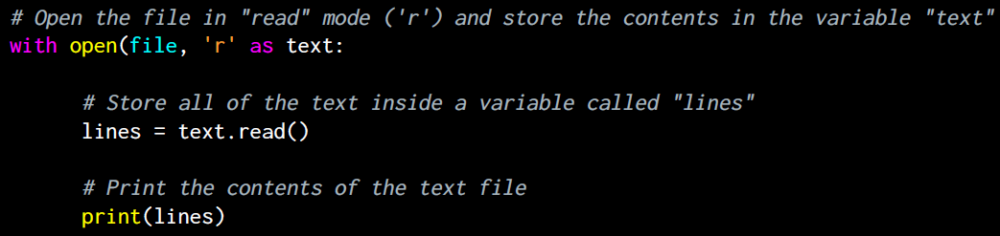 # Open the file in "read" mode ('r') and store the contents in the variable "text"
with open(file, 'r' as text:
# Store all of the text inside a variable called "lines"
lines = text.read()
# Print the contents of the text file
print(lines)